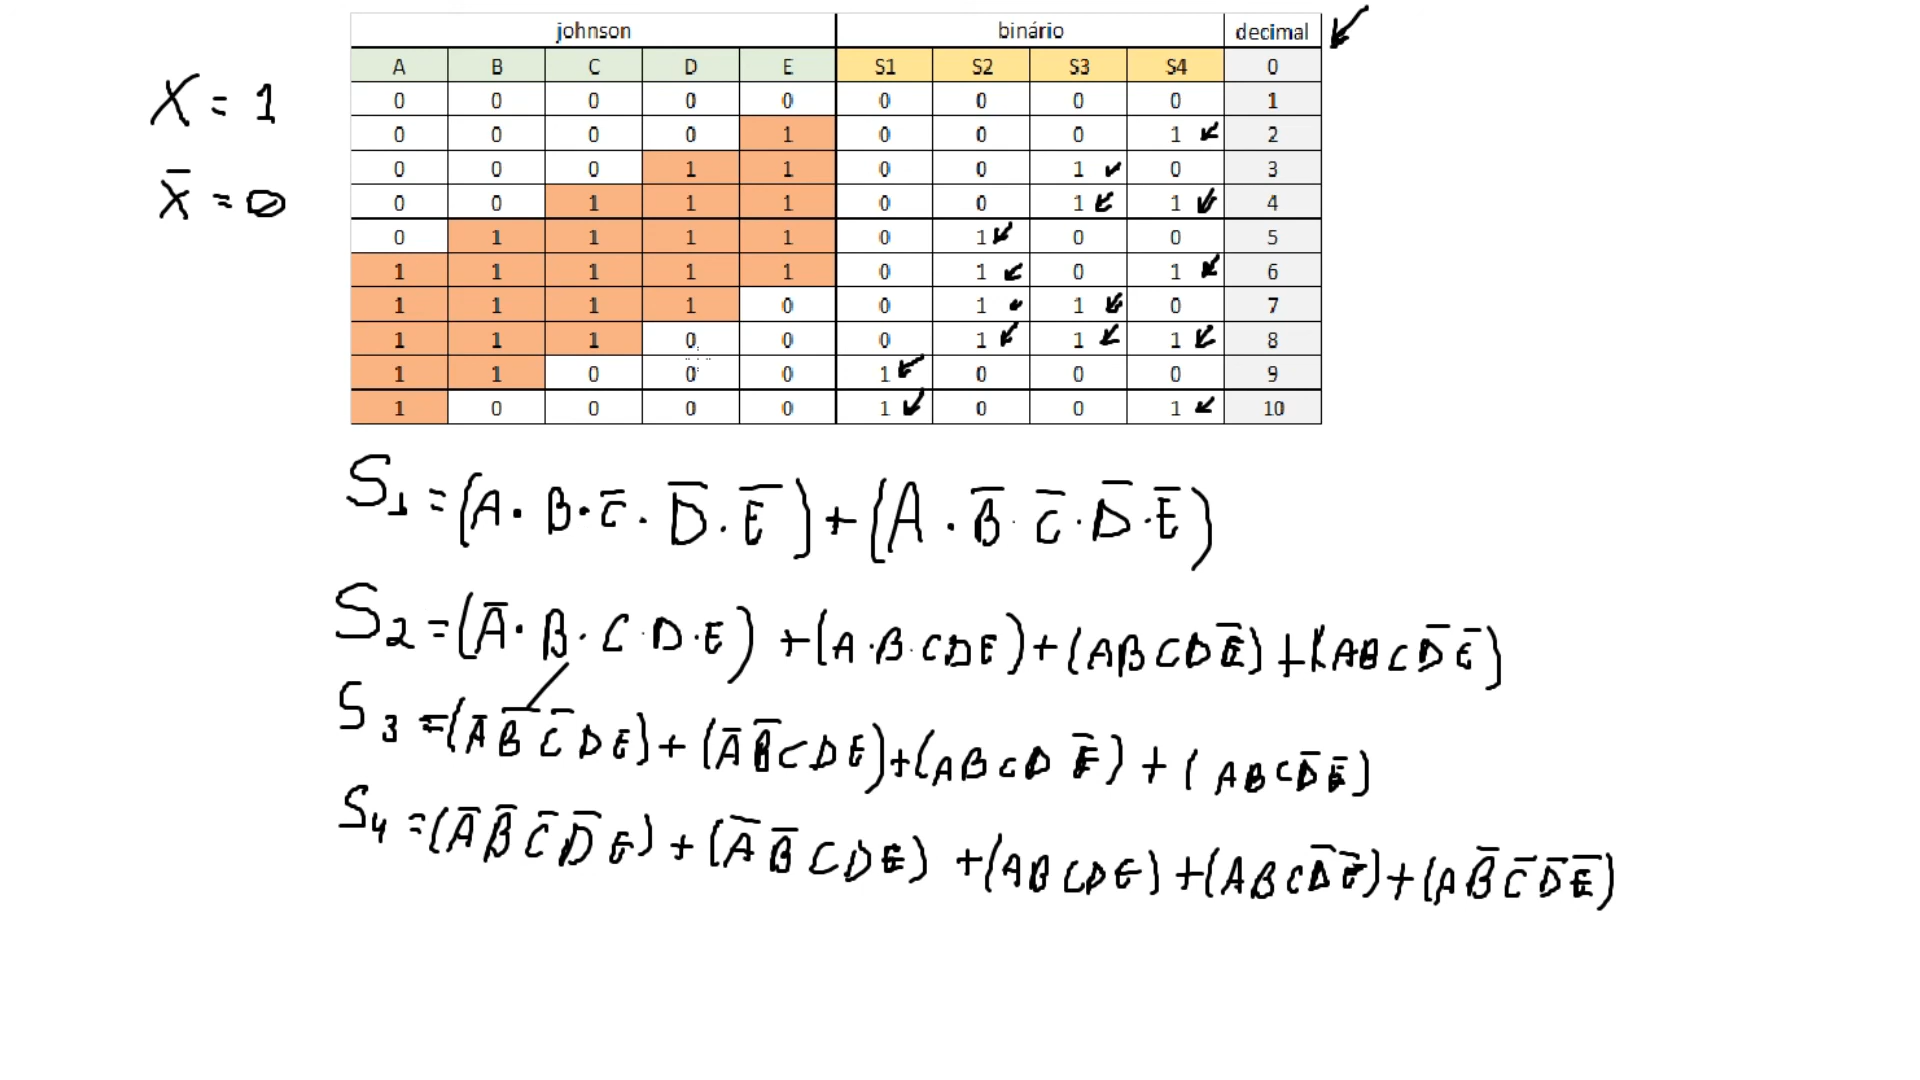 johnson binário decimal
A B C D E S1 S2 S3 S4 0
0 0 0 0 0 0 0 0 0 1
0 0 0 0 1 0 0 0 1 2
0 0 0 1 1 0 0 1 0 3
0 0 1 1 1 0 0 1 1 4
0 1 1 1 1 0 1 0 0 5
1 1 1 1 1 0 1 0 1 6
1 1 1 1 0 0 1 1 0 7
1 1 1 0 0 0 1 1 1 8
1 1 0 0 0 1 0 0 0 9
1 0 0 0 0 1 0 0 1 10
X = 1
X̅ = 0
S1 = (A · B · C̅ · D̅ · E̅) + (A · B̅ · C̅ · D̅ · E̅)
S2 = (A̅ · B · C · D · E) + (A · B · C D E) + (A B C D E̅) + (A B C D̅ E̅)
S3 = (A̅ B̅ C̅ D E) + (A̅ B̅ C D E) + (A B C D E̅) + (A B C D̅ E̅)
S4 = (A̅ B̅ C̅ D̅ E) + (A̅ B̅ C D E) + (A B C D E) + (A B C D̅ E̅) + (A B̅ C̅ D̅ E̅)